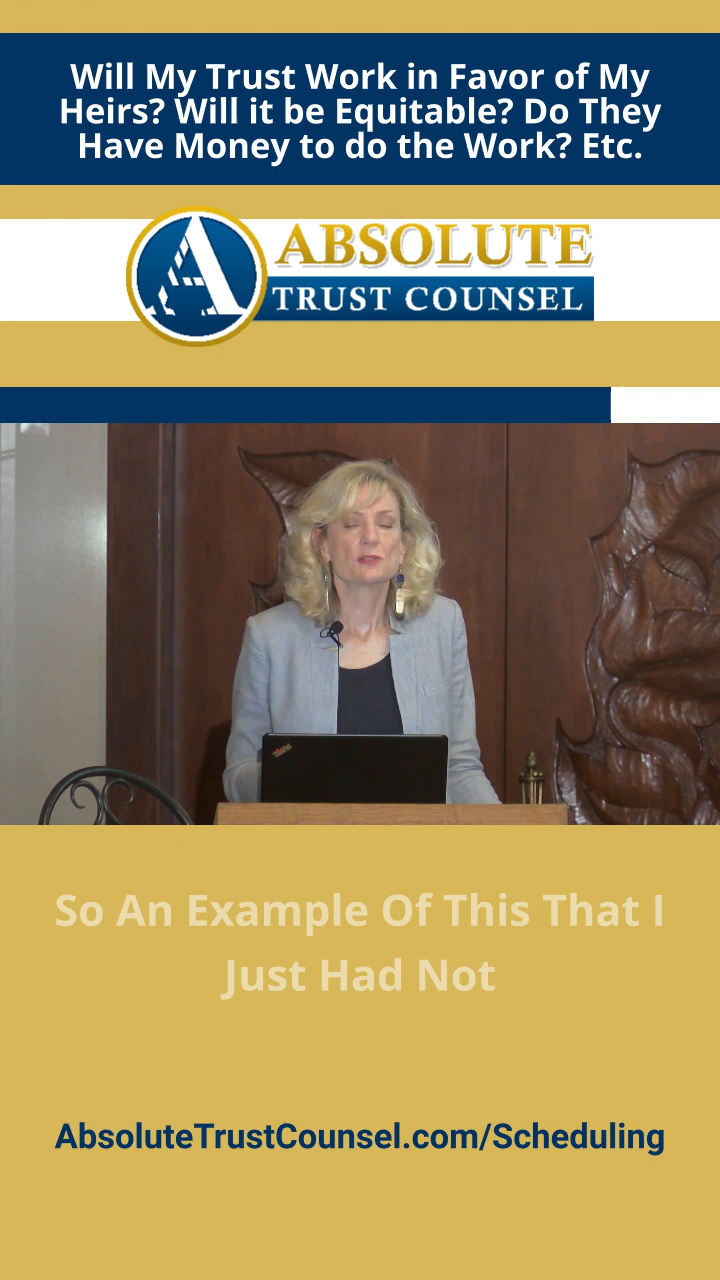 Will My Trust Work in Favor of My
Heirs? Will it be Equitable? Do They
Have Money to do the Work? Etc.
A ABSOLUTE
TRUST COUNSEL
So An Example Of This That I
Just Had Not
AbsoluteTrustCounsel.com/Scheduling